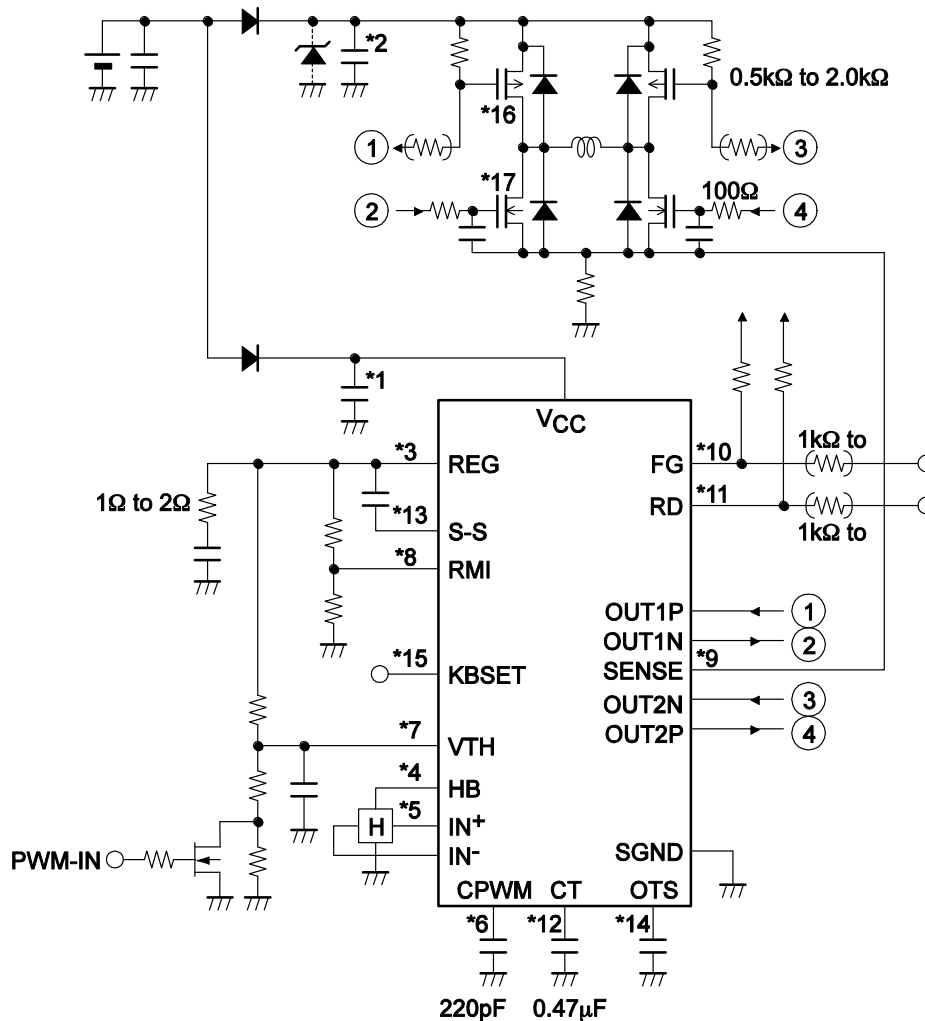 *2
0.5kΩ to 2.0kΩ
*16
1
3
*17
100Ω
2
4
*1
VCC
*3 REG
FG *10 1kΩ to
1Ω to 2Ω
RD *11
*13 S-S
1kΩ to
*8 RMI
OUT1P 1
OUT1N 2
*15 KBSET
SENSE *9
OUT2N 3
*7 VTH
OUT2P 4
*4 HB
H *5 IN+
IN-
PWM-IN
SGND
CPWM CT OTS
*6 *12 *14
220pF 0.47μF